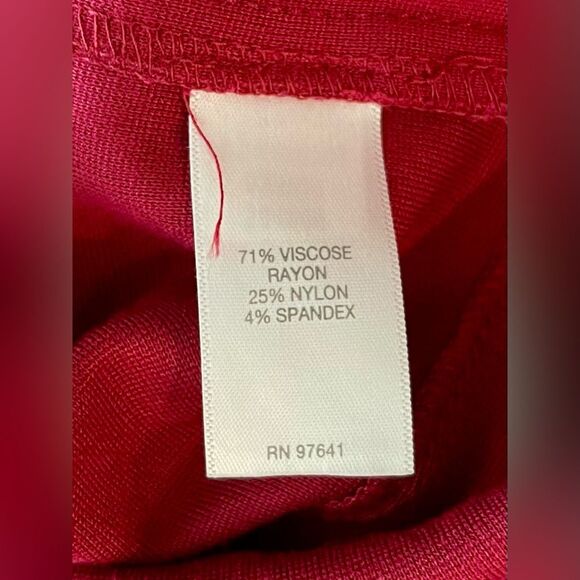 71% VISCOSE
RAYON
25% NYLON
4% SPANDEX
RN 97641